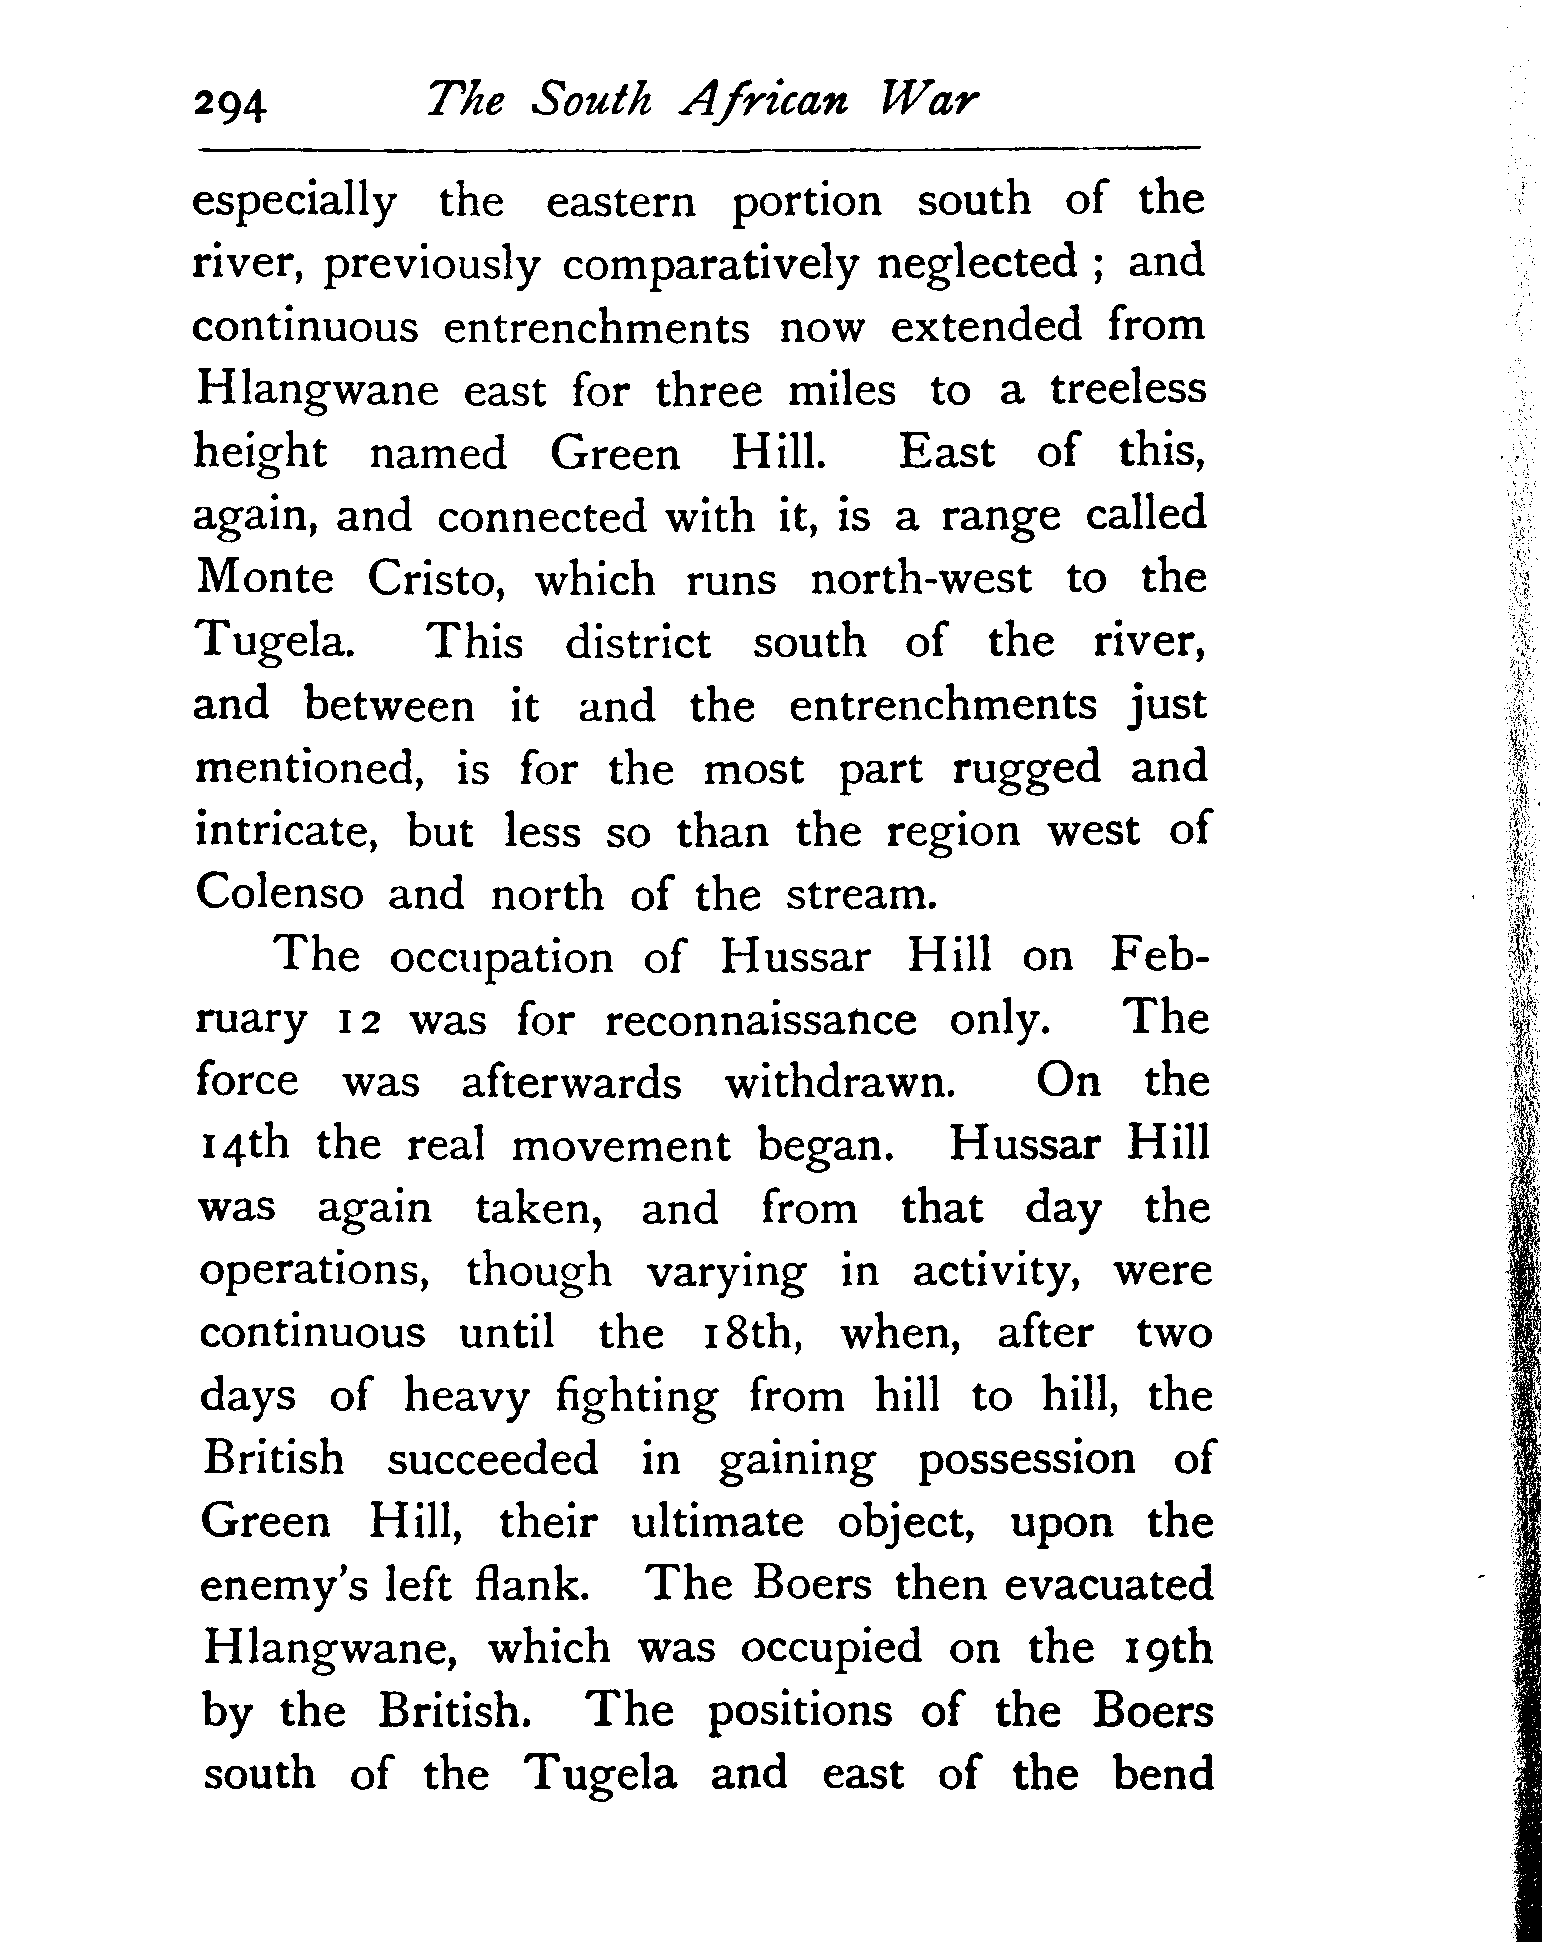 294 The South African War
especially the eastern portion south of the
river, previously comparatively neglected ; and
continuous entrenchments now extended from
Hlangwane east for three miles to a treeless
height named Green Hill. East of this,
again, and connected with it, is a range called
Monte Cristo, which runs north-west to the
Tugela. This district south of the river,
and between it and the entrenchments just
mentioned, is for the most part rugged and
intricate, but less so than the region west of
Colenso and north of the stream.
The occupation of Hussar Hill on Feb-
ruary 12 was for reconnaissance only. The
force was afterwards withdrawn. On the
14th the real movement began. Hussar Hill
was again taken, and from that day the
operations, though varying in activity, were
continuous until the 18th, when, after two
days of heavy fighting from hill to hill, the
British succeeded in gaining possession of
Green Hill, their ultimate object, upon the
enemy's left flank. The Boers then evacuated
Hlangwane, which was occupied on the 19th
by the British. The positions of the Boers
south of the Tugela and east of the bend